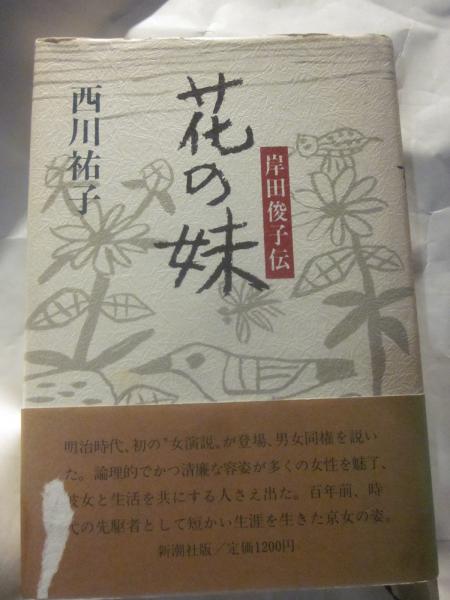 花の妹
岸田俊子伝
西川祐子
明治時代、初の〝女演説〟が登場、男女同権を説い
た。論理的でかつ清廉な容姿が多くの女性を魅了、
彼女と生活を共にする人さえ出た。百年前、時
代の先駆者として短かい生涯を生きた京女の姿。
新潮社版/定価1200円